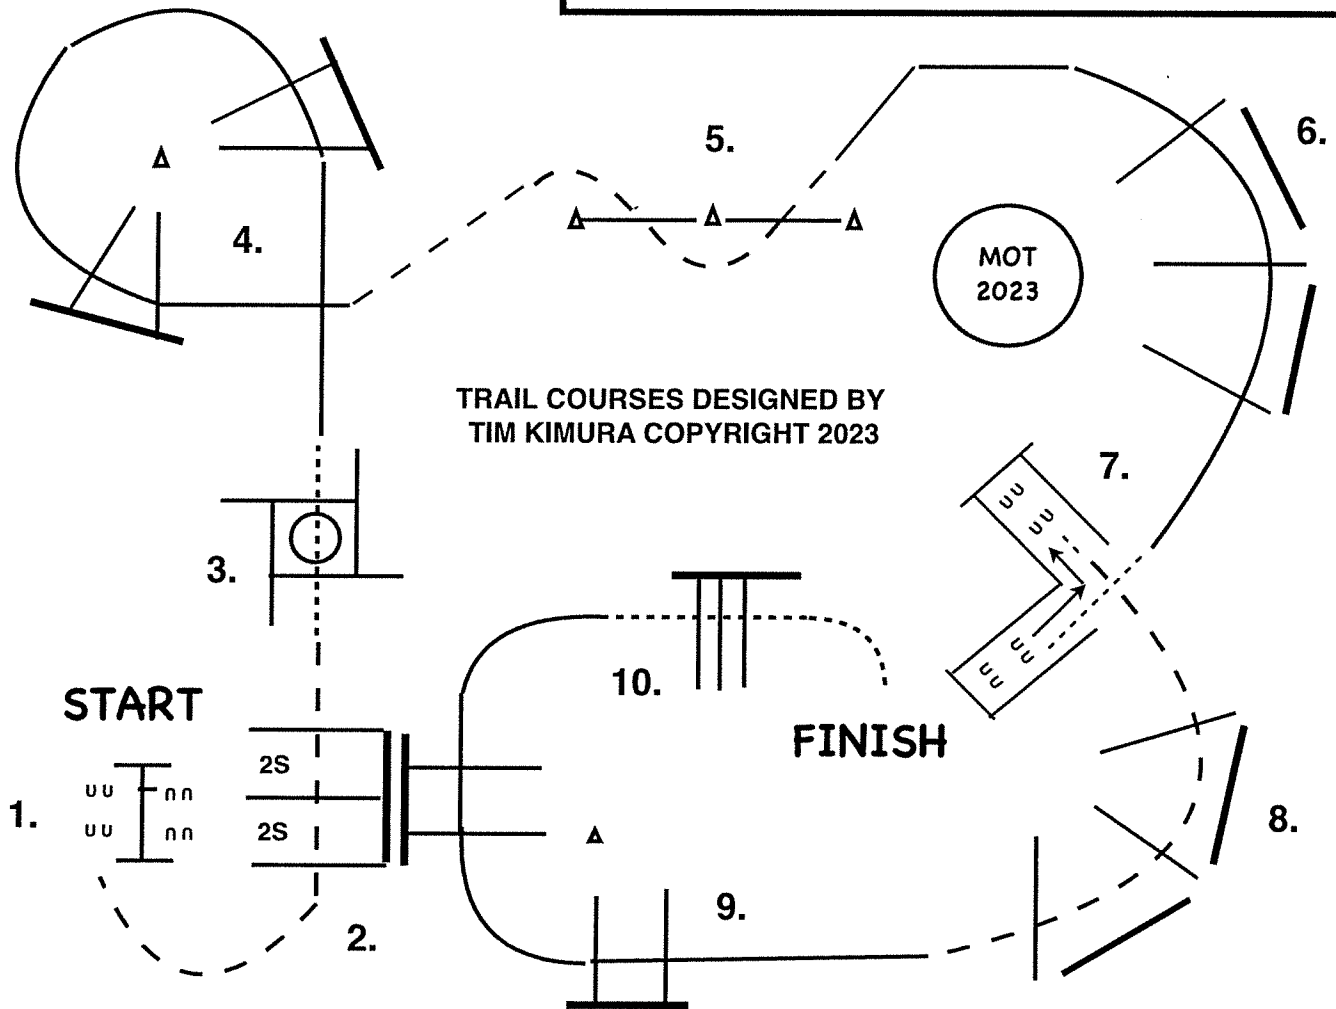 5.
6.
4.
MOT
2023
TRAIL COURSES DESIGNED BY
TIM KIMURA COPYRIGHT 2023
7.
3.
START
10.
FINISH
2S
1.
2S
8.
9.
2.